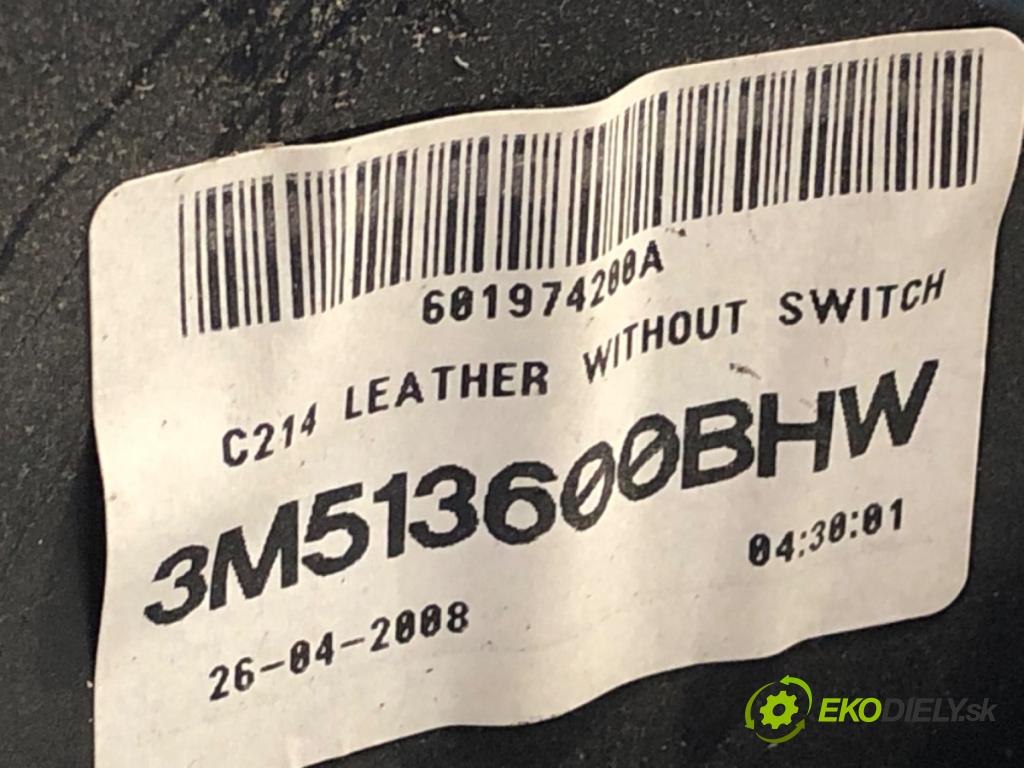 601974200A
C214 LEATHER WITHOUT SWITCH
3M513600BHW
04:30:01
26-04-2008
EKODIELY.sk